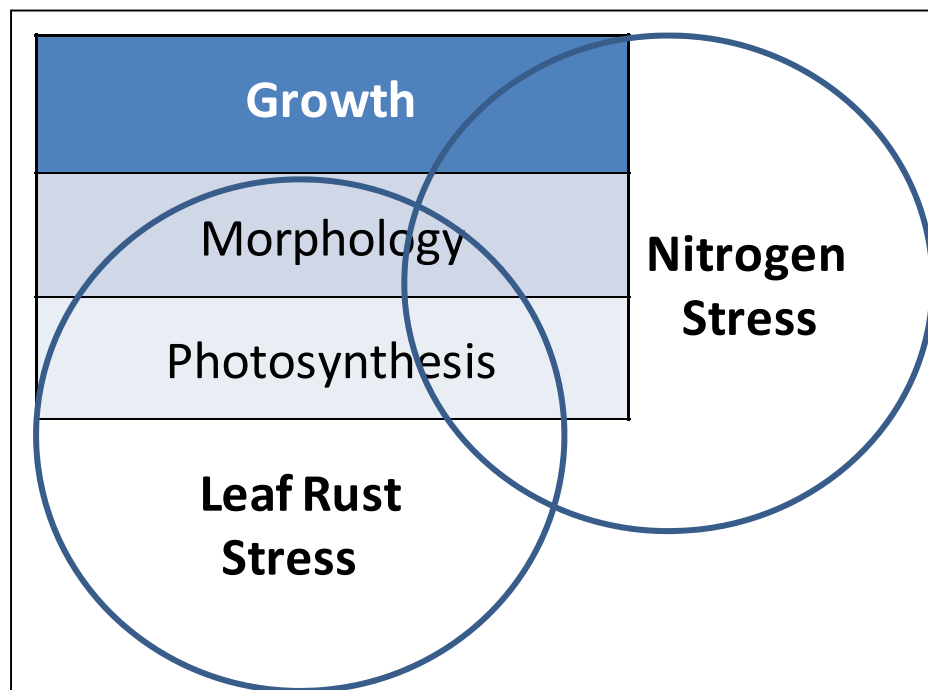 Growth
Morphology
Nitrogen
Stress
Photosynthesis
Leaf Rust
Stress